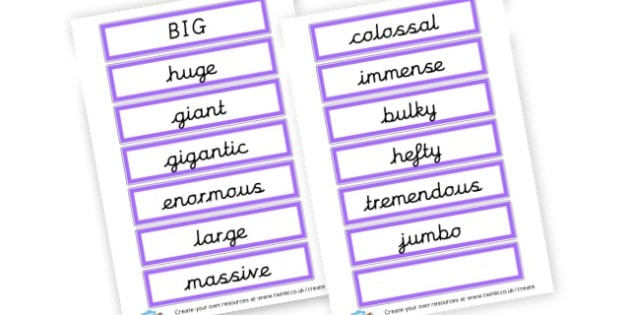 BIG
huge
giant
gigantic
enormous
large
massive
Create your own resources at www.twinkl.co.uk/create
colossal
immense
bulky
hefty
tremendous
jumbo
Create your own resources at www.twinkl.co.uk/create